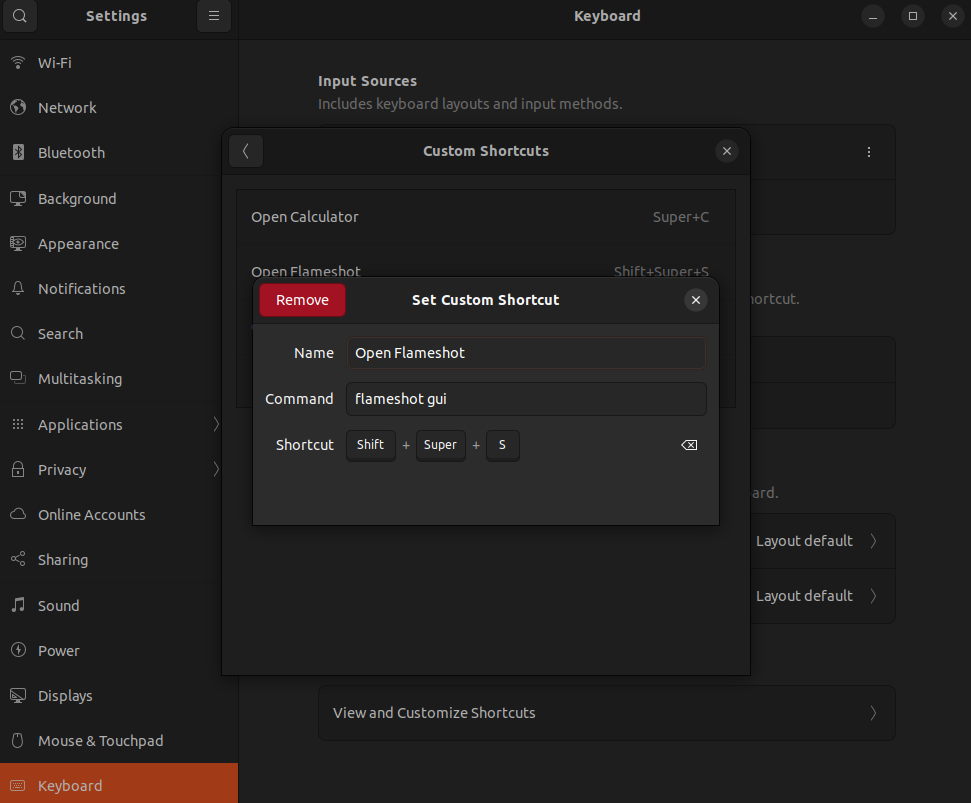 Settings
Keyboard
Wi-Fi
Network
Bluetooth
Background
Appearance
Notifications
Search
Multitasking
Applications
Privacy
Online Accounts
Sharing
Sound
Power
Displays
Mouse & Touchpad
Keyboard
Input Sources
Includes keyboard layouts and input methods.
Custom Shortcuts
Open Calculator Super+C
Open Flameshot Shift+Super+S
Remove Set Custom Shortcut
Name Open Flameshot
Command flameshot gui
Shortcut Shift + Super + S
hortcut.
ard.
Layout default
Layout default
View and Customize Shortcuts